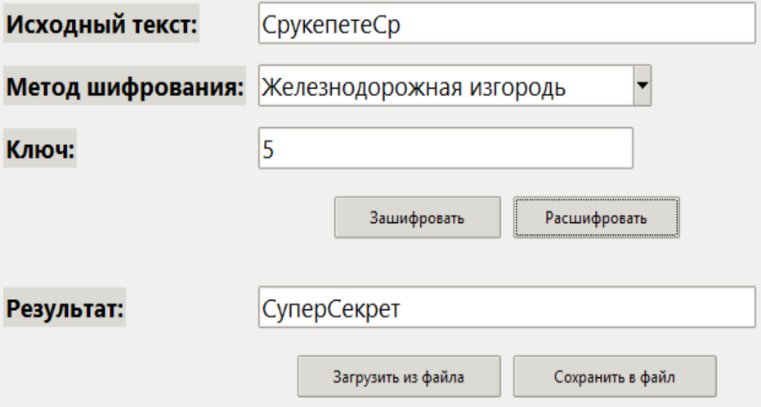 Исходный текст: СрукепетеСр
Метод шифрования: Железнодорожная изгородь
Ключ: 5
Зашифровать Расшифровать
Результат: СуперСекрет
Загрузить из файла Сохранить в файл